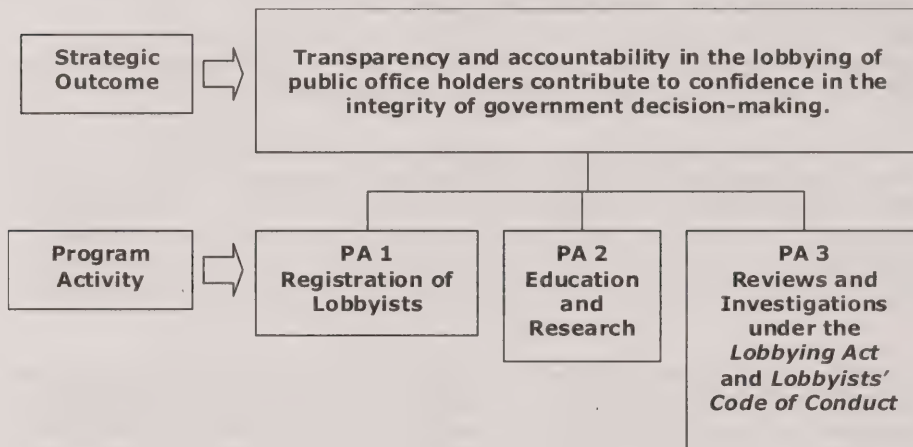 Strategic
Outcome
Transparency and accountability in the lobbying of
public office holders contribute to confidence in the
integrity of government decision-making.
Program
Activity
PA 1
Registration of
Lobbyists
PA 2
Education
and
Research
PA 3
Reviews and
Investigations
under the
Lobbying Act
and Lobbyists'
Code of Conduct